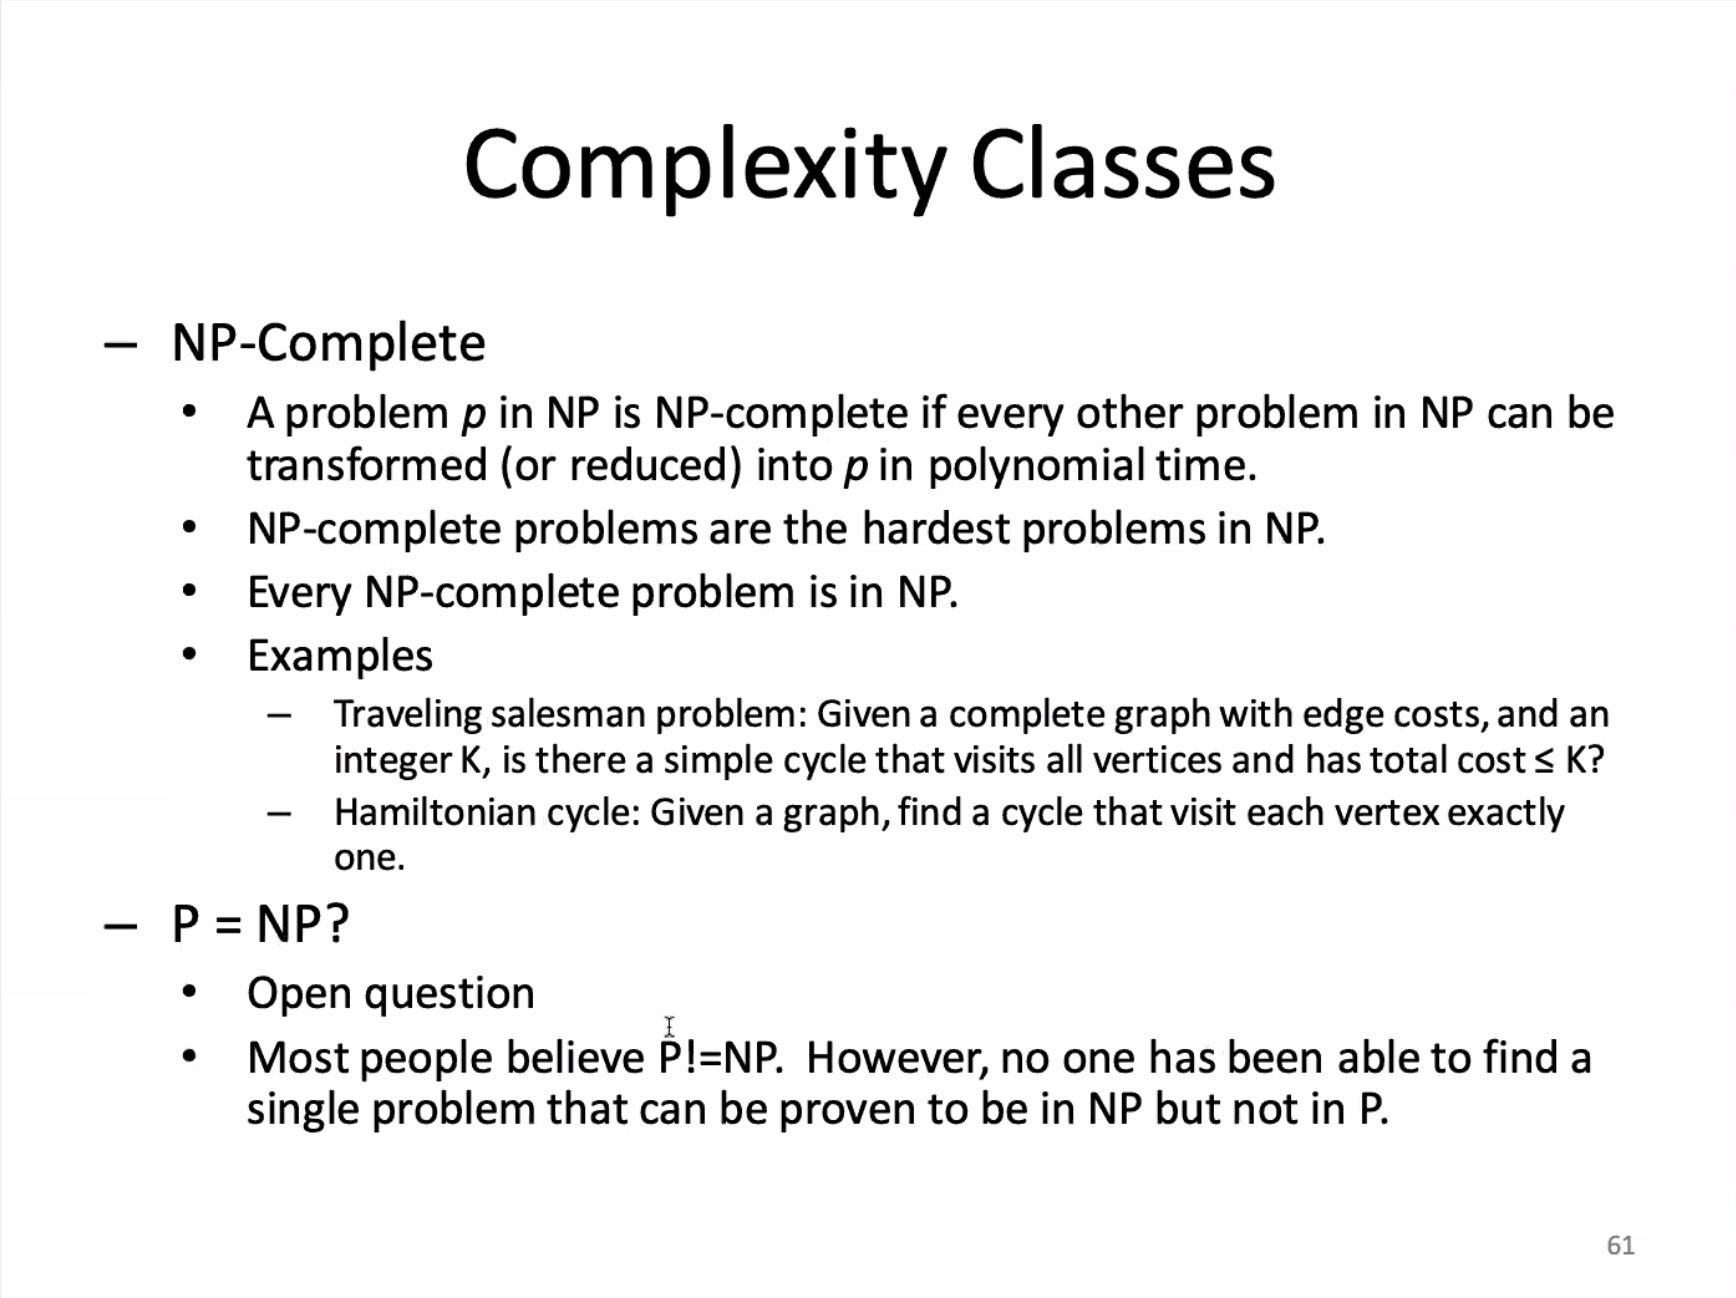 Complexity Classes
– NP-Complete
• A problem p in NP is NP-complete if every other problem in NP can be
transformed (or reduced) into p in polynomial time.
• NP-complete problems are the hardest problems in NP.
• Every NP-complete problem is in NP.
• Examples
– Traveling salesman problem: Given a complete graph with edge costs, and an
integer K, is there a simple cycle that visits all vertices and has total cost ≤ K?
– Hamiltonian cycle: Given a graph, find a cycle that visit each vertex exactly
one.
– P = NP?
• Open question
• Most people believe P!=NP. However, no one has been able to find a
single problem that can be proven to be in NP but not in P.
61